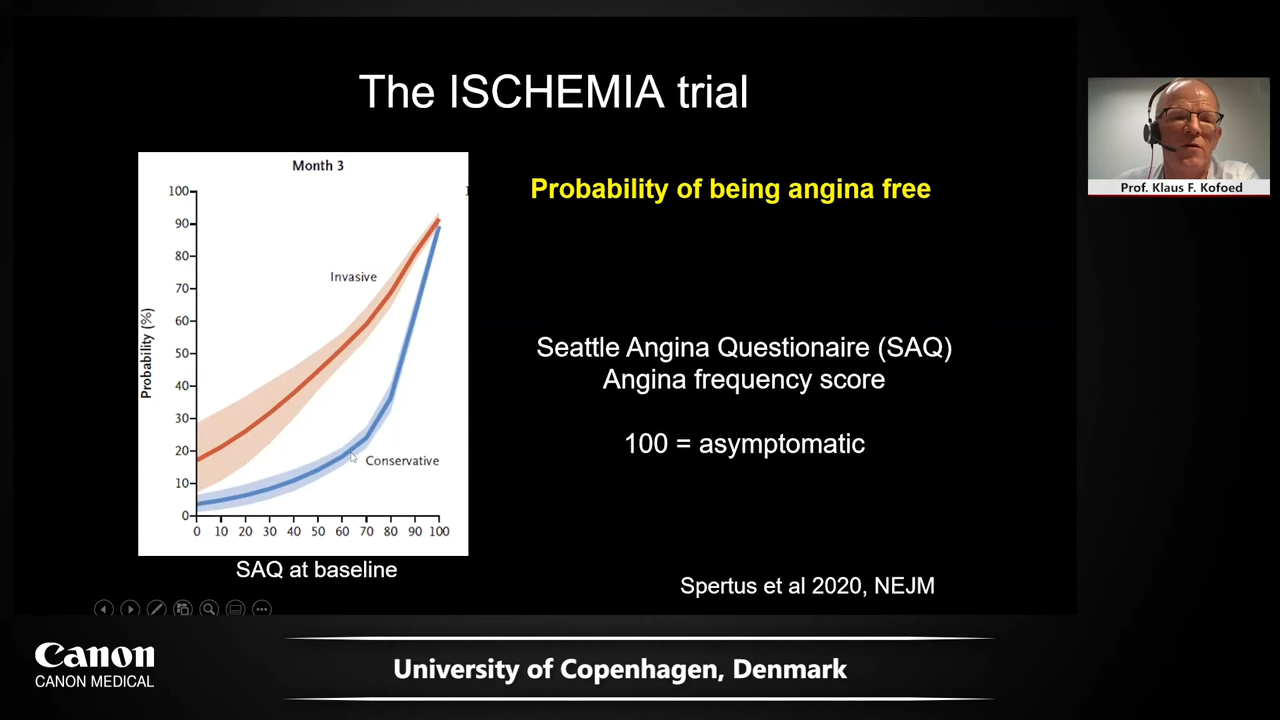 The ISCHEMIA trial
Month 3
100
90
80
70
60
50
40
30
20
10
0
Probability (%)
Invasive
Conservative
0 10 20 30 40 50 60 70 80 90 100
SAQ at baseline
Probability of being angina free
Seattle Angina Questionaire (SAQ)
Angina frequency score
100 = asymptomatic
Spertus et al 2020, NEJM
Prof. Klaus F. Kofoed
Canon
CANON MEDICAL
University of Copenhagen, Denmark